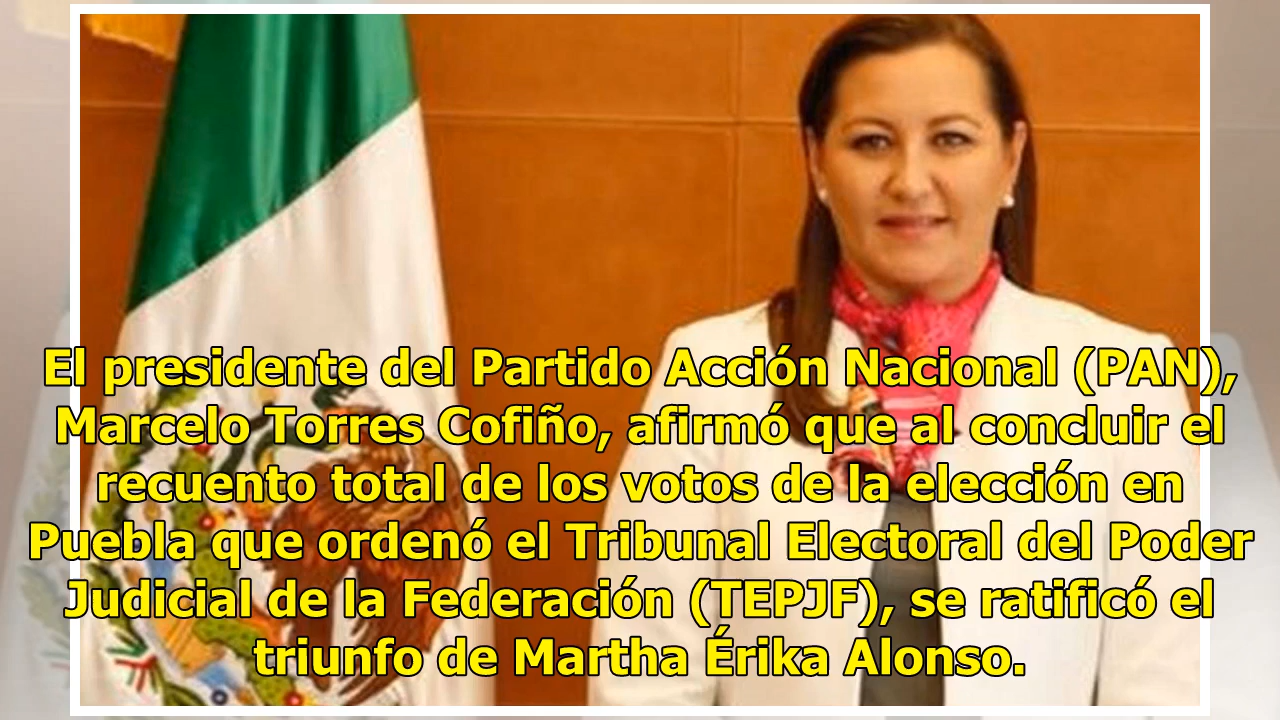 El presidente del Partido Acción Nacional (PAN),
Marcelo Torres Cofiño, afirmó que al concluir el
recuento total de los votos de la elección en
Puebla que ordenó el Tribunal Electoral del Poder
Judicial de la Federación (TEPJF), se ratificó el
triunfo de Martha Érika Alonso.